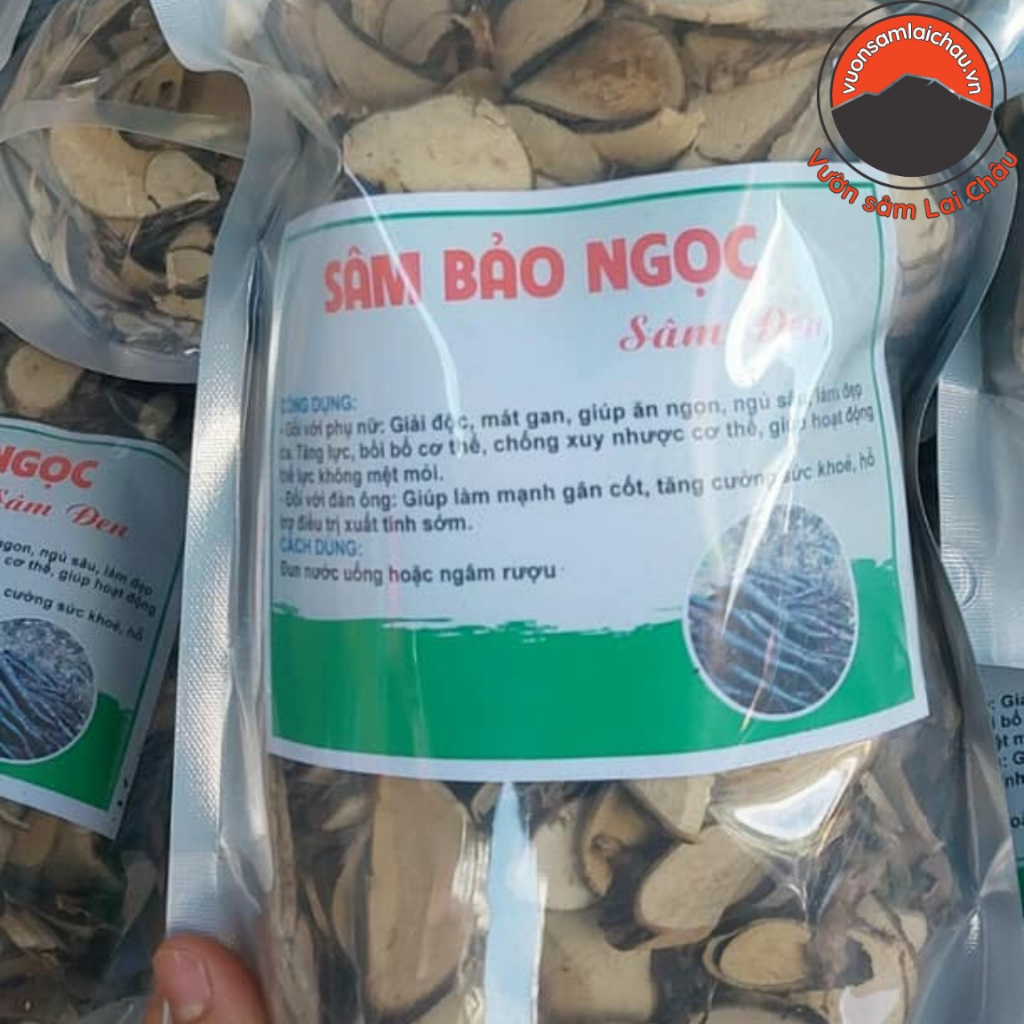 vuonsamlaichau.vn
Vườn sâm Lai Châu
SÂM BẢO NGỌC
Sâm Đen
CÔNG DỤNG:
-Đối với phụ nữ: Giải độc, mát gan, giúp ăn ngon, ngủ sâu, làm đẹp
da. Tăng lực, bồi bổ cơ thể, chống xuy nhược cơ thể, giúp hoạt động
thể lực không mệt mỏi.
-Đối với đàn ông: Giúp làm mạnh gân cốt, tăng cường sức khoẻ, hỗ
trợ điều trị xuất tinh sớm.
CÁCH DÙNG:
Đun nước uống hoặc ngâm rượu
NGỌC
Sâm Đen
ngon, ngủ sâu, làm đẹp
cơ thể, giúp hoạt động
cường sức khoẻ, hỗ